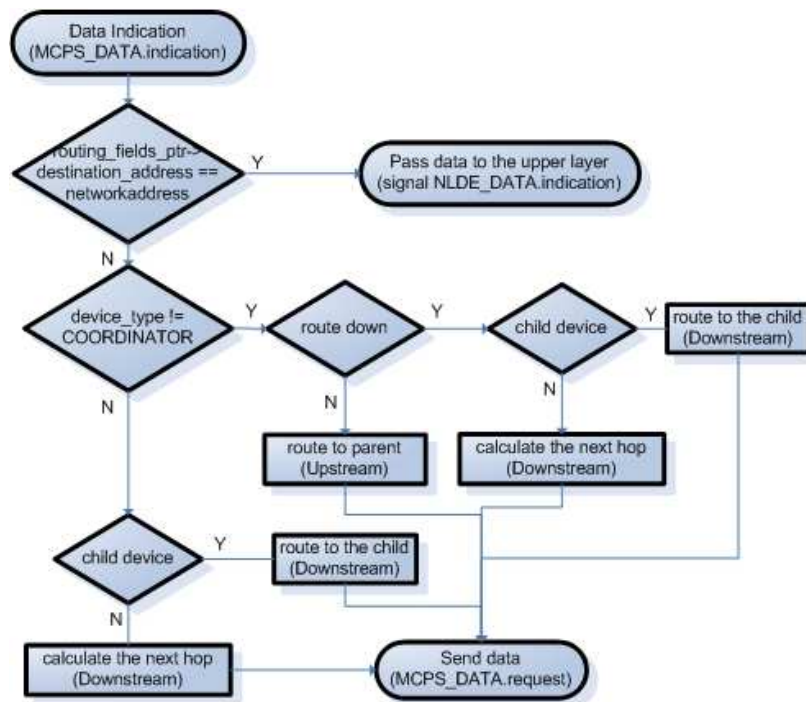 Data Indication
(MCPS_DATA.indication)
routing_fields_ptr->
destination_address ==
networkaddress
Y
Pass data to the upper layer
(signal NLDE_DATA.indication)
N
device_type !=
COORDINATOR
Y
route down
Y
child device
Y
route to the child
(Downstream)
N
N
N
route to parent
(Upstream)
calculate the next hop
(Downstream)
child device
Y
route to the child
(Downstream)
N
calculate the next hop
(Downstream)
Send data
(MCPS_DATA.request)